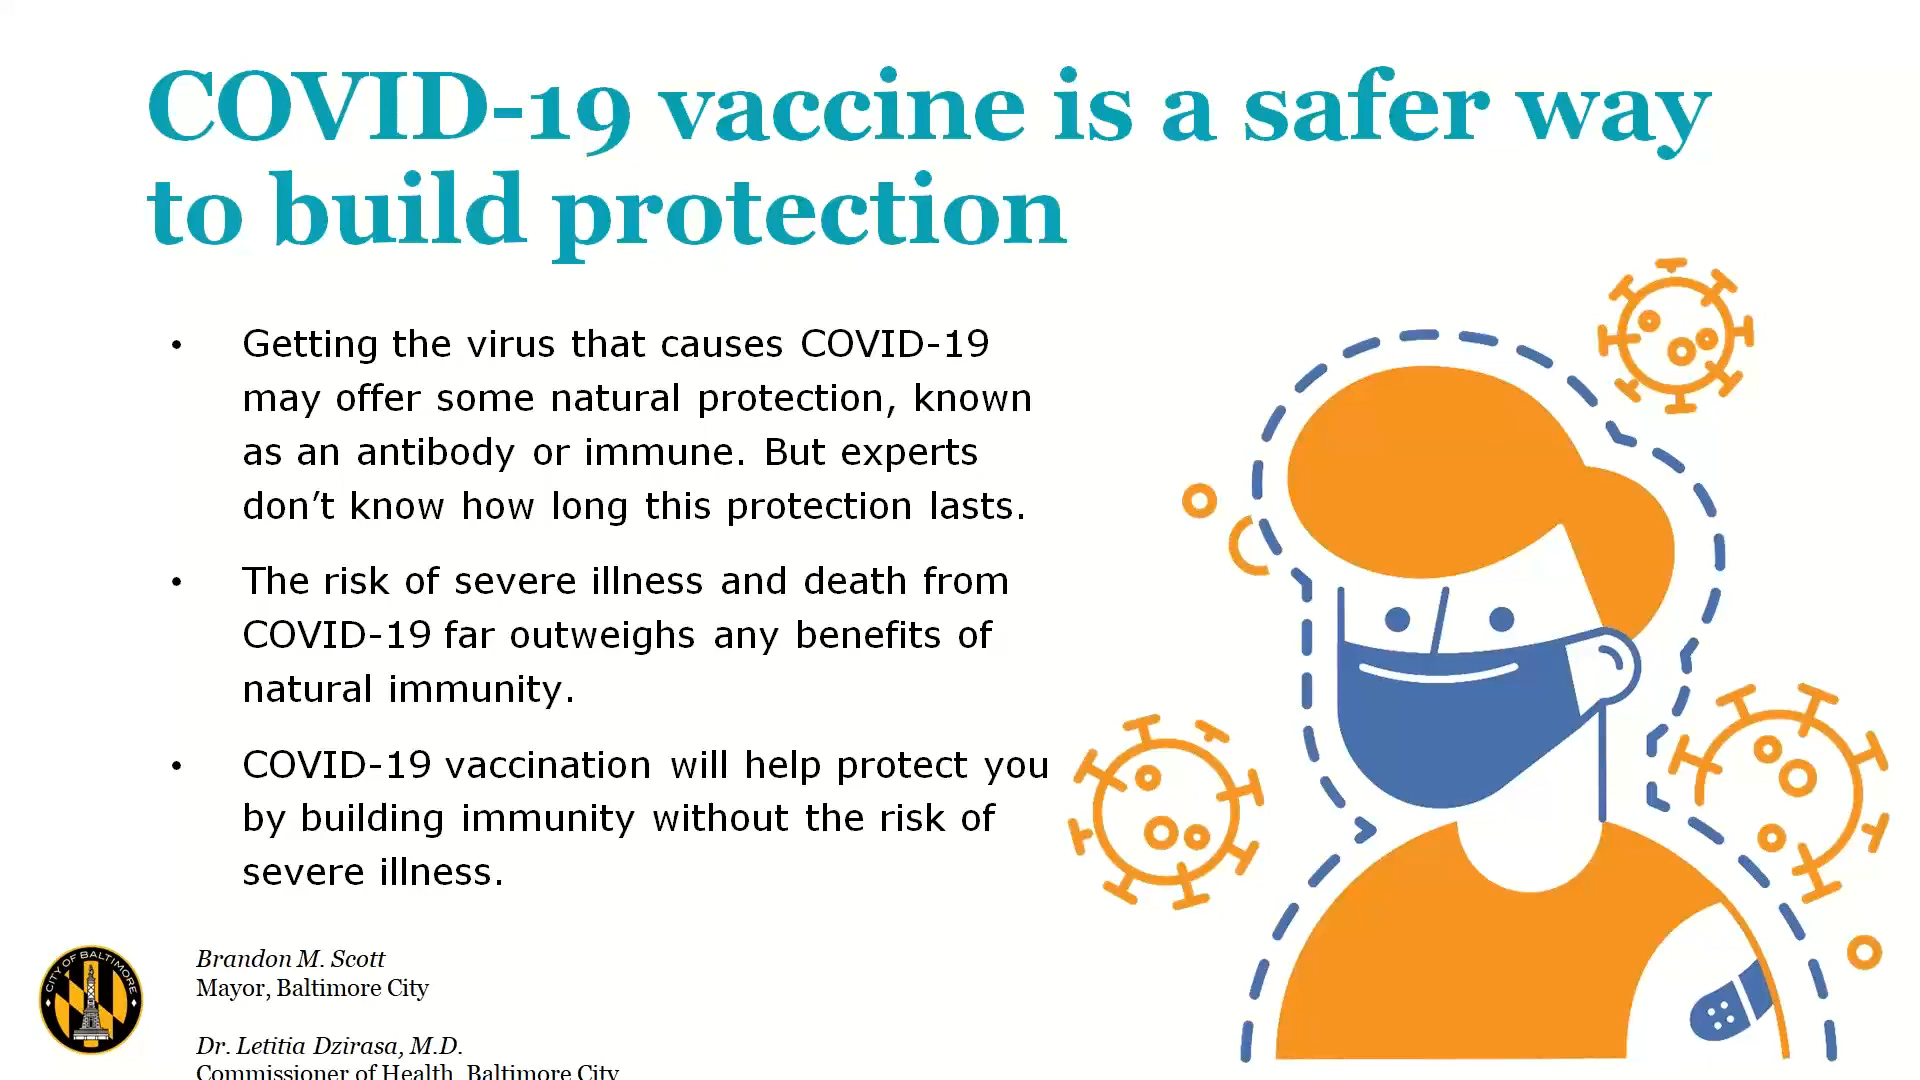 COVID-19 vaccine is a safer way
to build protection
• Getting the virus that causes COVID-19
may offer some natural protection, known
as an antibody or immune. But experts
don’t know how long this protection lasts.
• The risk of severe illness and death from
COVID-19 far outweighs any benefits of
natural immunity.
• COVID-19 vaccination will help protect you
by building immunity without the risk of
severe illness.
CITY OF BALTIMORE
Brandon M. Scott
Mayor, Baltimore City
Dr. Letitia Dzirasa, M.D.
Commissioner of Health, Baltimore City